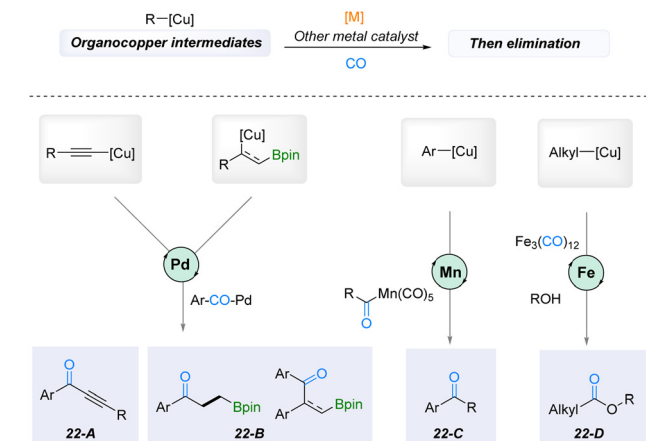 R—[Cu]
Organocopper intermediates
[M]
Other metal catalyst
CO
Then elimination
R [Cu]
[Cu]
R Bpin
Ar—[Cu]
Alkyl—[Cu]
Pd
Ar-CO-Pd
R Mn(CO)5
O
Mn
Fe3(CO)12
ROH
Fe
O
Ar R
22-A
O
Ar Bpin
Ar O
Ar Bpin
22-B
O
Ar R
22-C
O
Alkyl O R
22-D